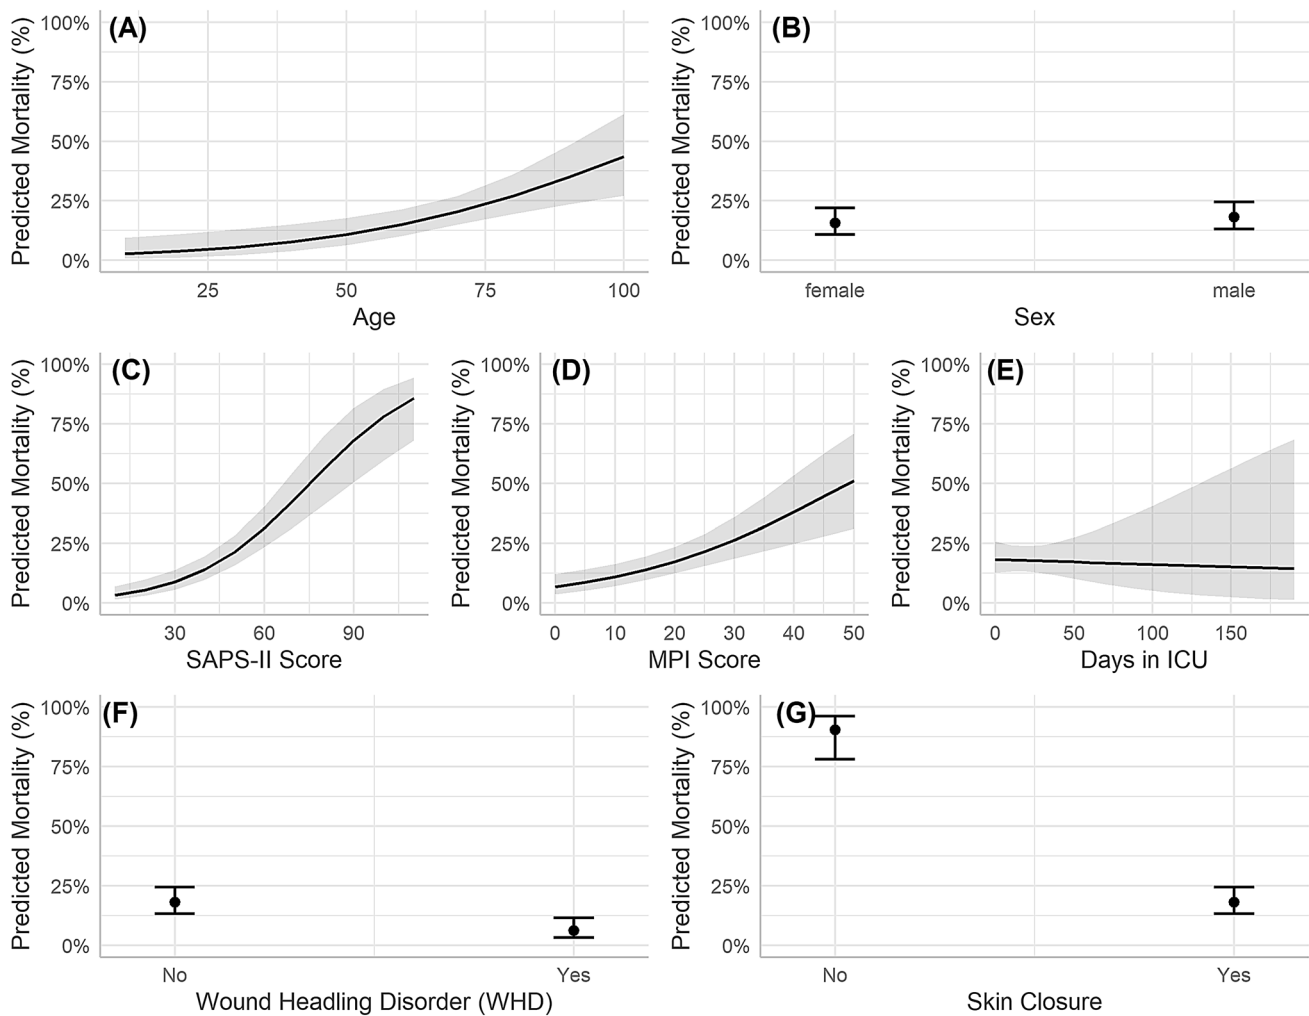 (A)
Predicted Mortality (%)
100%
75%
50%
25%
0%
25 50 75 100
Age
(B)
Predicted Mortality (%)
100%
75%
50%
25%
0%
female male
Sex
(C)
Predicted Mortality (%)
100%
75%
50%
25%
0%
30 60 90
SAPS-II Score
(D)
Predicted Mortality (%)
100%
75%
50%
25%
0%
0 10 20 30 40 50
MPI Score
(E)
Predicted Mortality (%)
100%
75%
50%
25%
0%
0 50 100 150
Days in ICU
(F)
Predicted Mortality (%)
100%
75%
50%
25%
0%
No Yes
Wound Headling Disorder (WHD)
(G)
Predicted Mortality (%)
100%
75%
50%
25%
0%
No Yes
Skin Closure